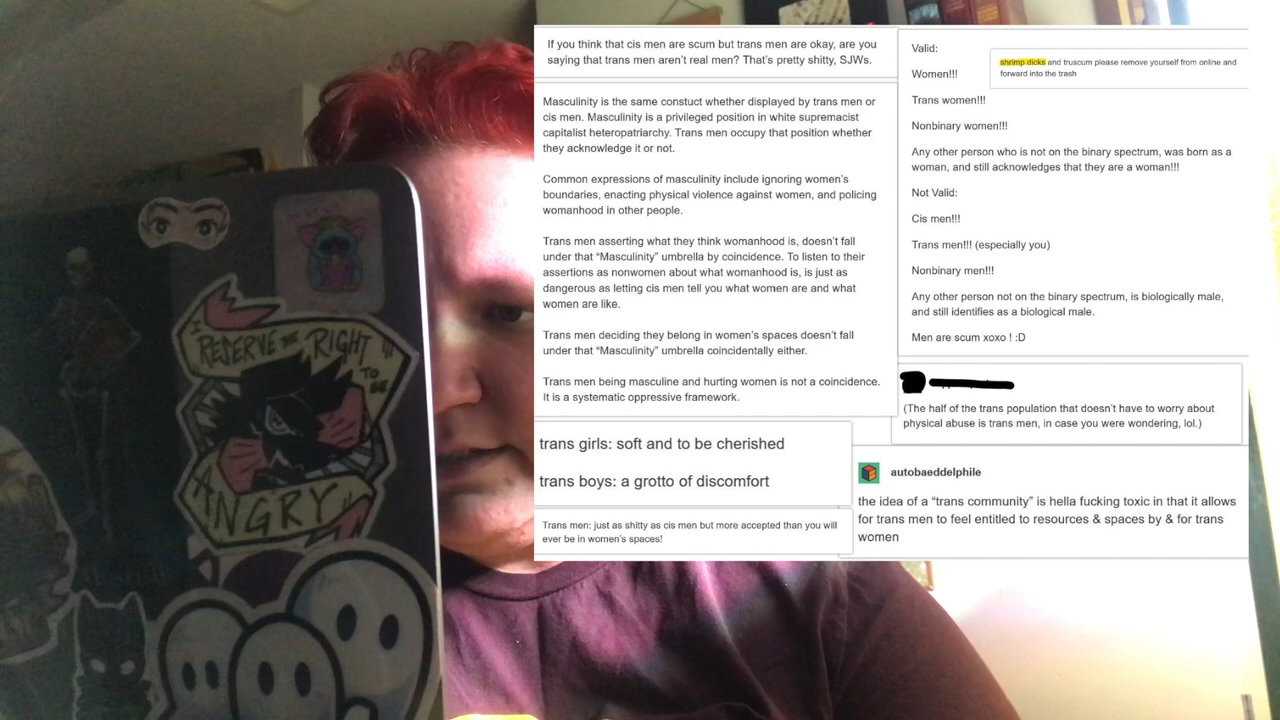 If you think that cis men are scum but trans men are okay, are you
saying that trans men aren't real men? That's pretty shitty, SJWs.
Masculinity is the same constuct whether displayed by trans men or
cis men. Masculinity is a privileged position in white supremacist
capitalist heteropatriarchy. Trans men occupy that position whether
they acknowledge it or not.
Common expressions of masculinity include ignoring women's
boundaries, enacting physical violence against women, and policing
womanhood in other people.
Trans men asserting what they think womanhood is, doesn't fall
under that "Masculinity" umbrella by coincidence. To listen to their
assertions as nonwomen about what womanhood is, is just as
dangerous as letting cis men tell you what women are and what
women are like.
Trans men deciding they belong in women's spaces doesn't fall
under that "Masculinity" umbrella coincidentally either.
Trans men being masculine and hurting women is not a coincidence.
It is a systematic oppressive framework.
trans girls: soft and to be cherished
trans boys: a grotto of discomfort
Trans men: just as shitty as cis men but more accepted than you will
ever be in women's spaces!
Valid:
shrimp dicks and truscum please remove yourself from online and
forward into the trash
Women!!!
Trans women!!!
Nonbinary women!!!
Any other person who is not on the binary spectrum, was born as a
woman, and still acknowledges that they are a woman!!!
Not Valid:
Cis men!!!
Trans men!!! (especially you)
Nonbinary men!!!
Any other person not on the binary spectrum, is biologically male,
and still identifies as a biological male.
Men are scum xoxo ! :D
(The half of the trans population that doesn't have to worry about
physical abuse is trans men, in case you were wondering, lol.)
autobaeddelphile
the idea of a "trans community" is hella fucking toxic in that it allows
for trans men to feel entitled to resources & spaces by & for trans
women
I
RESERVE THE RIGHT
TO
BE
ANGRY